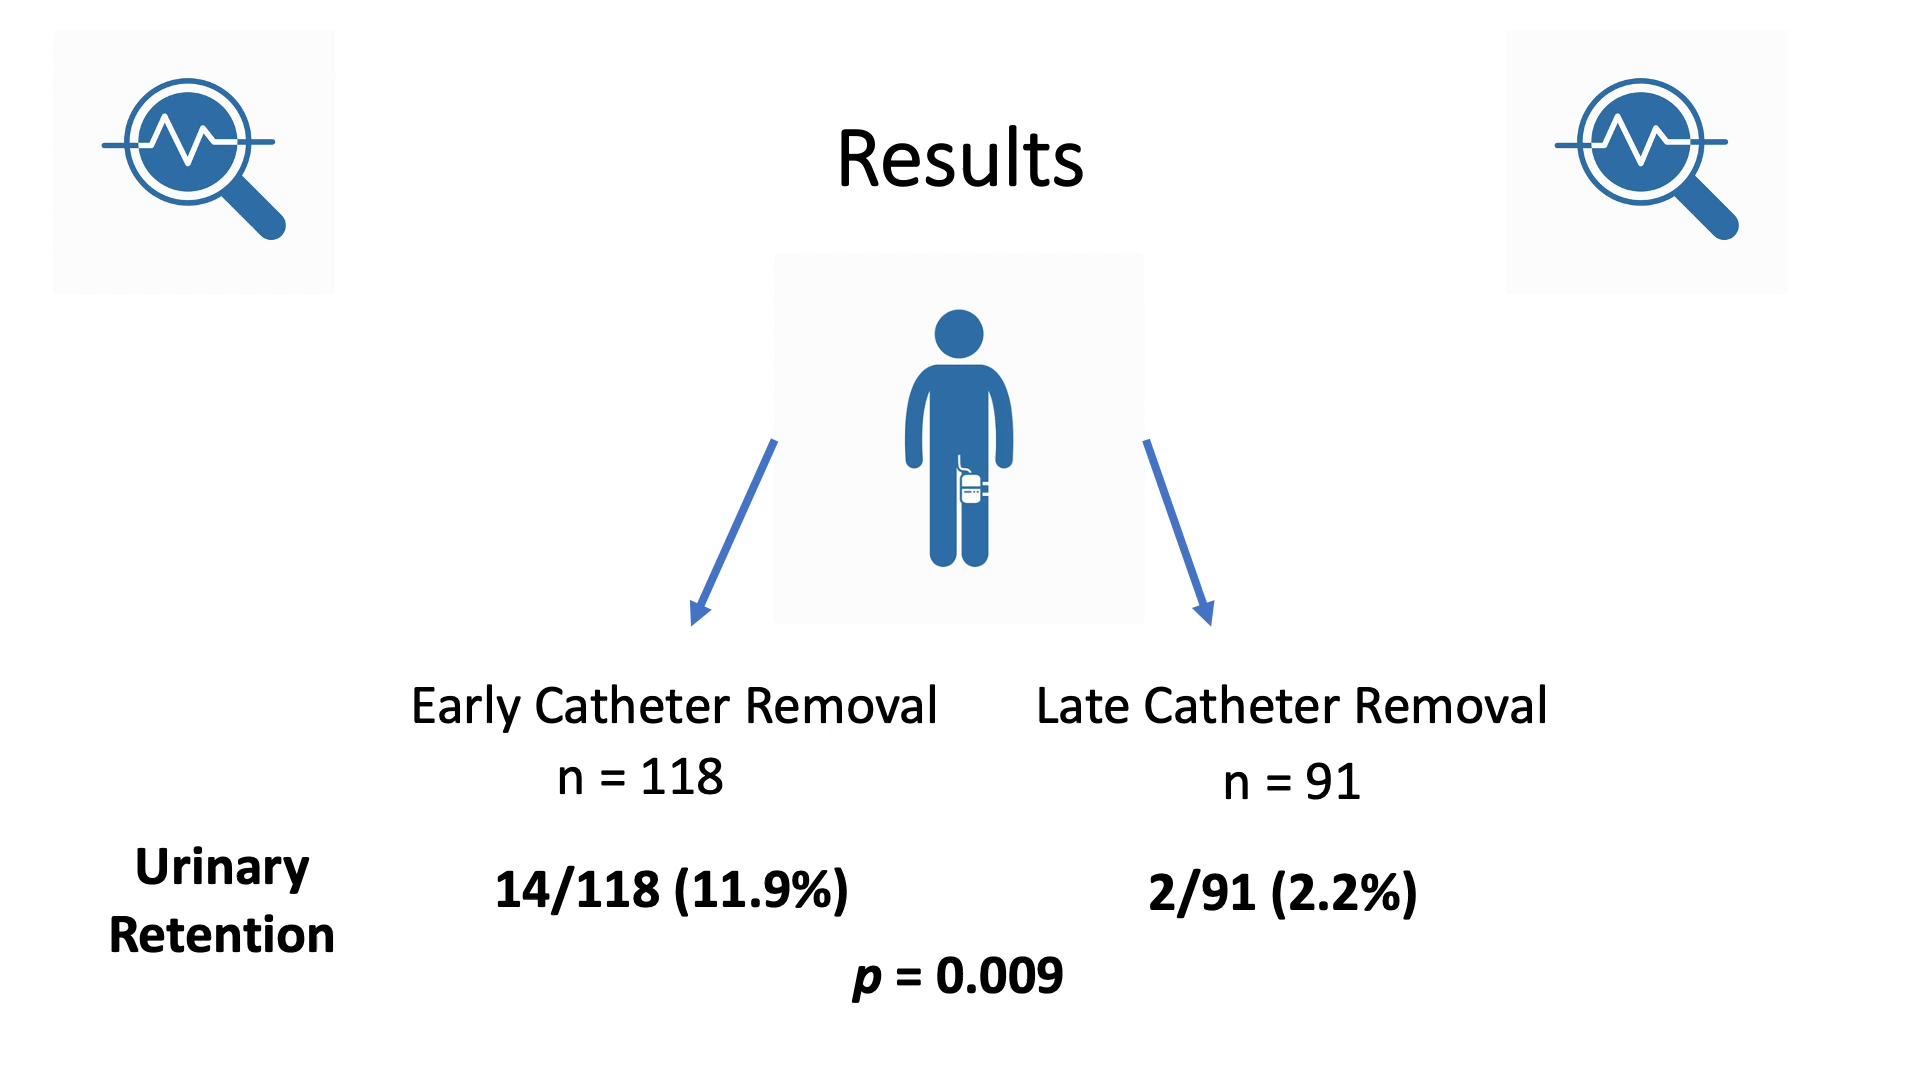 Results
Early Catheter Removal
n = 118
Late Catheter Removal
n = 91
Urinary
Retention
14/118 (11.9%)
2/91 (2.2%)
p = 0.009